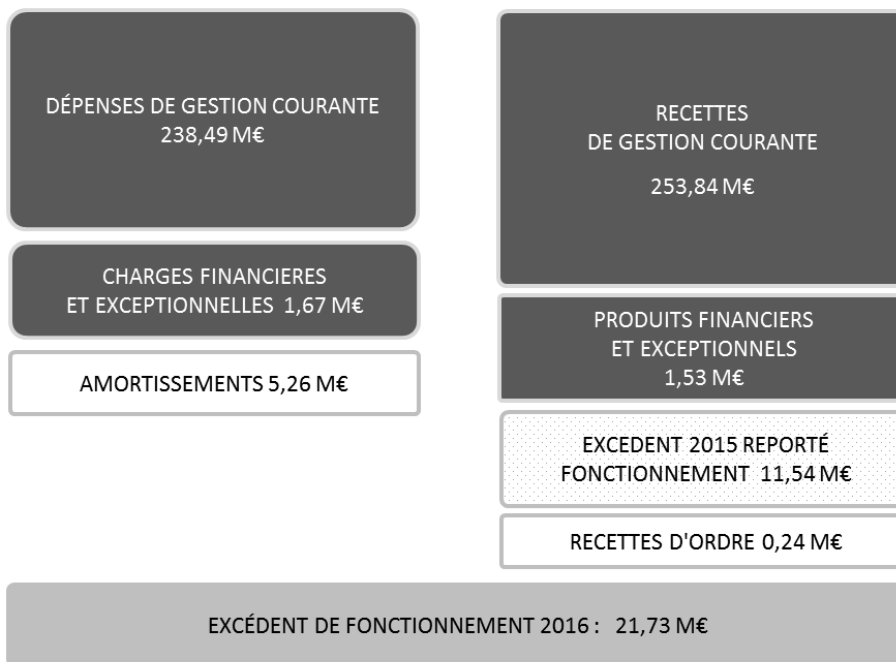 DÉPENSES DE GESTION COURANTE
238,49 M€
CHARGES FINANCIERES
ET EXCEPTIONNELLES 1,67 M€
AMORTISSEMENTS 5,26 M€
RECETTES
DE GESTION COURANTE
253,84 M€
PRODUITS FINANCIERS
ET EXCEPTIONNELS
1,53 M€
EXCEDENT 2015 REPORTÉ
FONCTIONNEMENT 11,54 M€
RECETTES D'ORDRE 0,24 M€
EXCÉDENT DE FONCTIONNEMENT 2016 : 21,73 M€